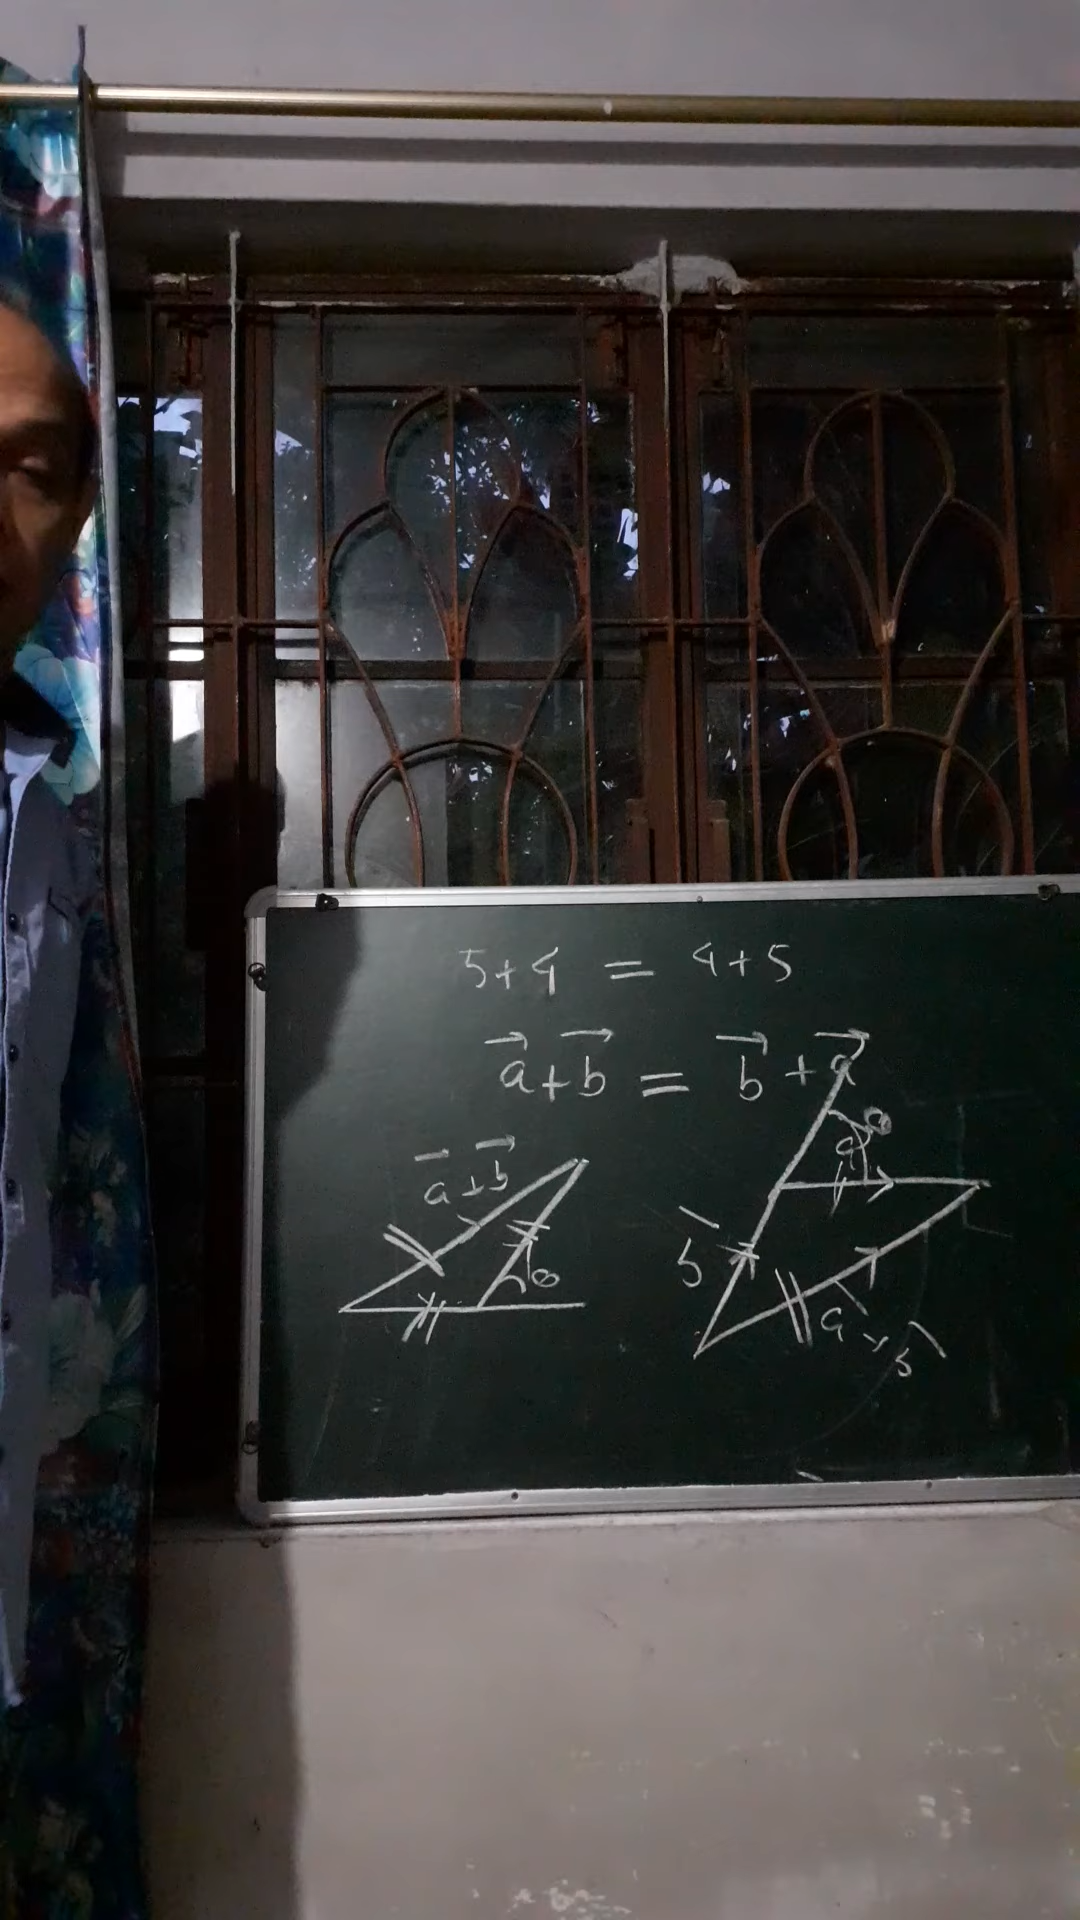 5+4 = 4+5
a⃗+b⃗ = b⃗+a⃗
a+b⃗
θ
θ
a
b
θ
a+b